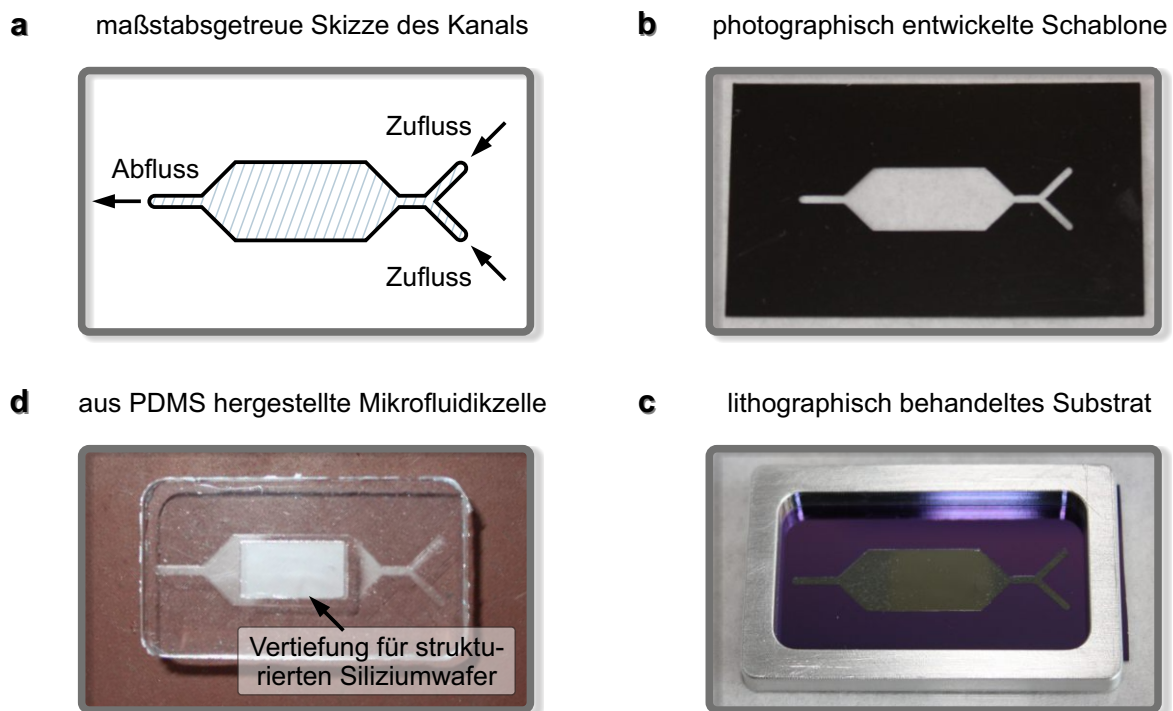 a maßstabsgetreue Skizze des Kanals
Zufluss
Abfluss
Zufluss
b photographisch entwickelte Schablone
d aus PDMS hergestellte Mikrofluidikzelle
Vertiefung für struktu-
rierten Siliziumwafer
c lithographisch behandeltes Substrat